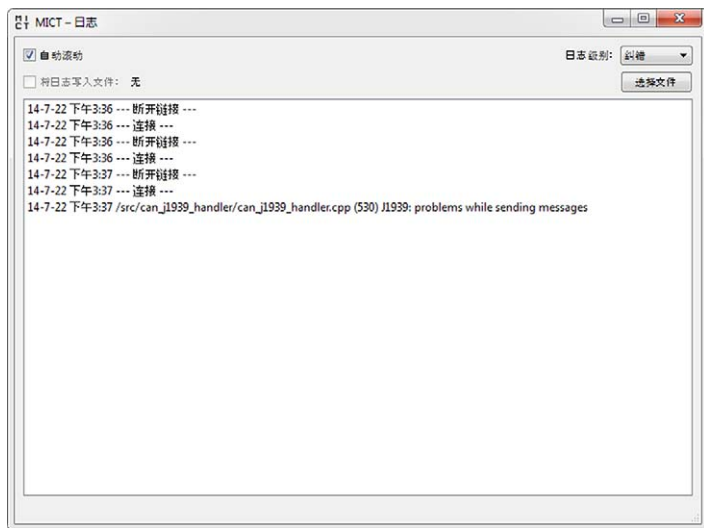 MICT – 日志
自动滚动
日志级别: 纠错
将日志写入文件: 无
选择文件
14-7-22 下午3:36 --- 断开链接 ---
14-7-22 下午3:36 --- 连接 ---
14-7-22 下午3:36 --- 断开链接 ---
14-7-22 下午3:36 --- 连接 ---
14-7-22 下午3:37 --- 断开链接 ---
14-7-22 下午3:37 --- 连接 ---
14-7-22 下午3:37 /src/can_j1939_handler/can_j1939_handler.cpp (530) J1939: problems while sending messages